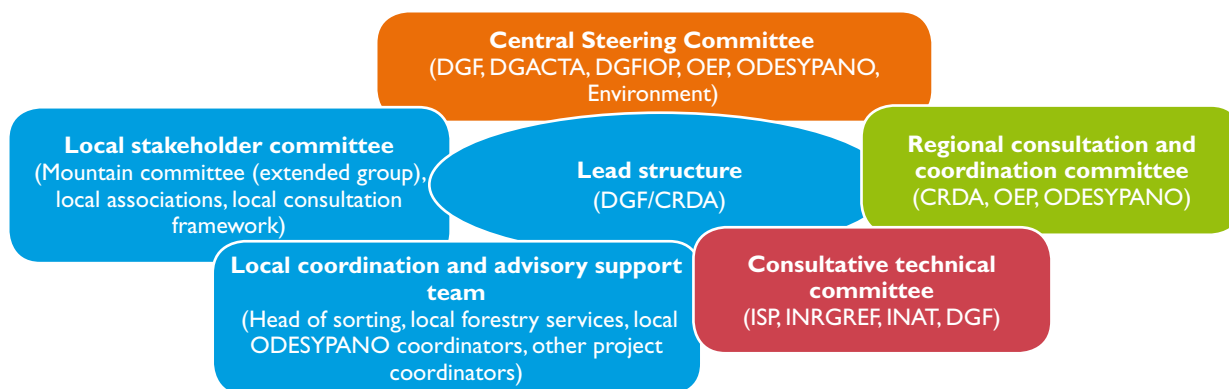 Central Steering Committee
(DGF, DGACTA, DGFIOP, OEP, ODESYPANO,
Environment)
Local stakeholder committee
(Mountain committee (extended group),
local associations, local consultation
framework)
Lead structure
(DGF/CRDA)
Regional consultation and
coordination committee
(CRDA, OEP, ODESYPANO)
Local coordination and advisory support
team
(Head of sorting, local forestry services, local
ODESYPANO coordinators, other project
coordinators)
Consultative technical
committee
(ISP, INRGREF, INAT, DGF)